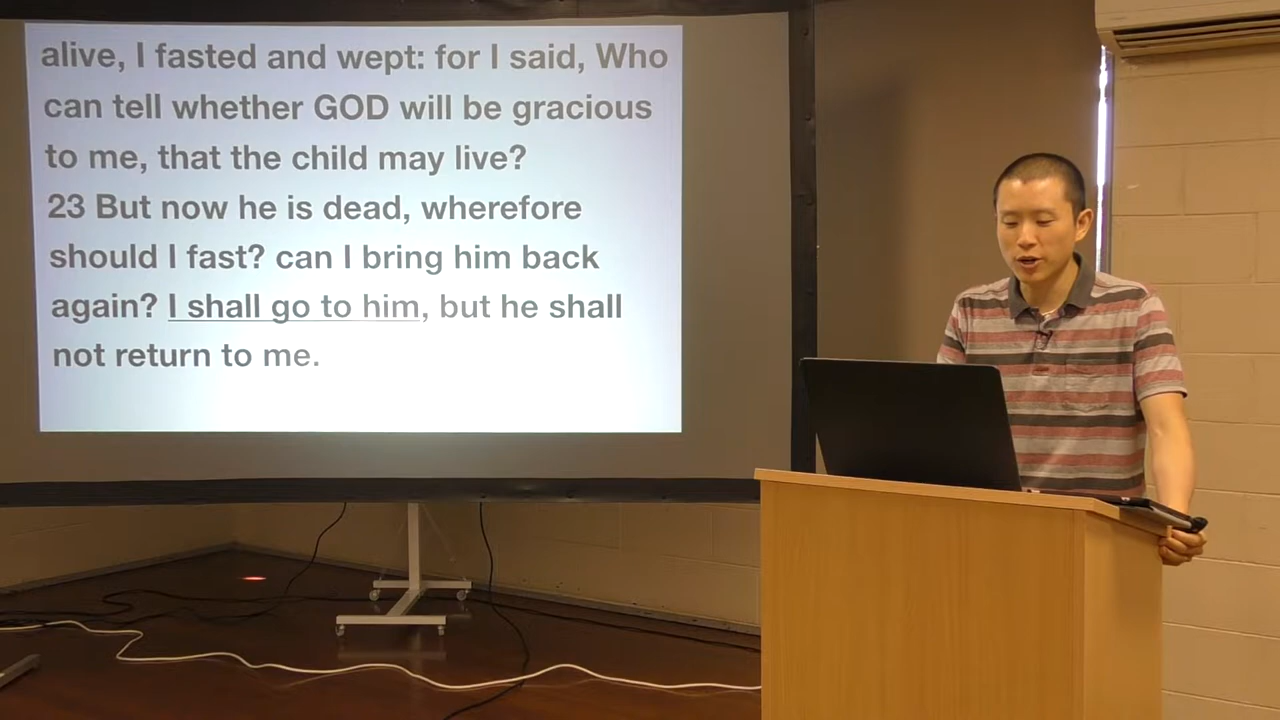 alive, I fasted and wept: for I said, Who
can tell whether GOD will be gracious
to me, that the child may live?
23 But now he is dead, wherefore
should I fast? can I bring him back
again? I shall go to him, but he shall
not return to me.